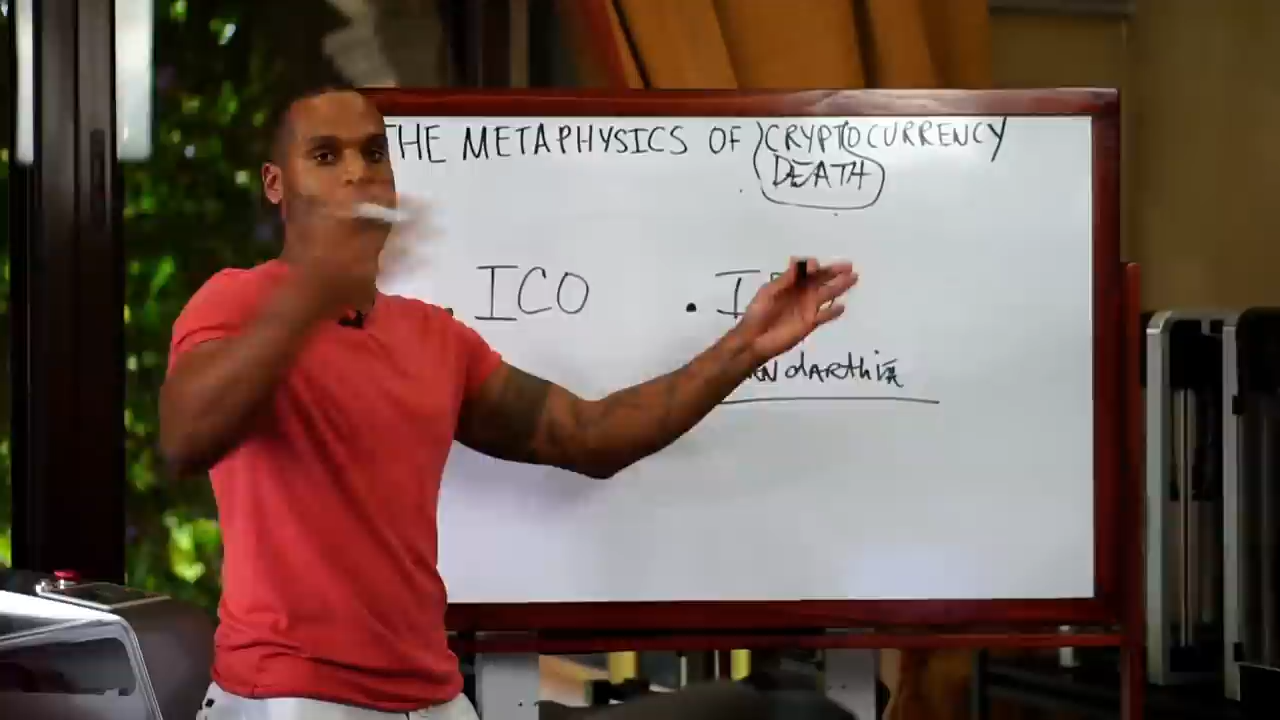 THE METAPHYSICS OF CRYPTOCURRENCY
DEATH
• ICO • I